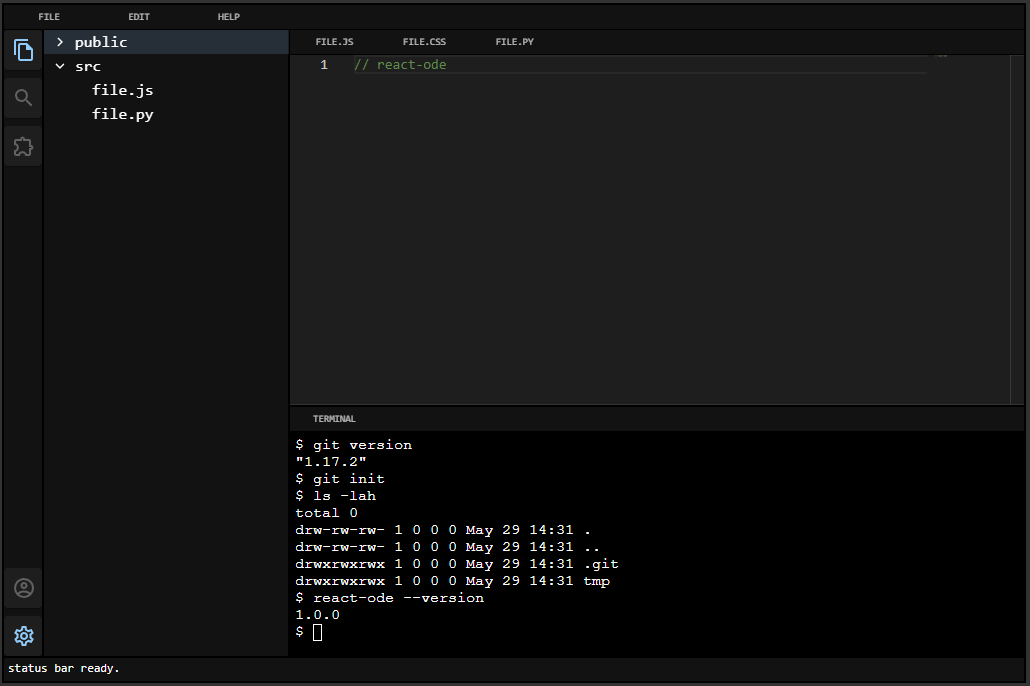 FILE EDIT HELP
public
src
file.js
file.py
FILE.JS FILE.CSS FILE.PY
1 // react-ode
TERMINAL
$ git version
"1.17.2"
$ git init
$ ls -lah
total 0
drw-rw-rw- 1 0 0 0 May 29 14:31 .
drw-rw-rw- 1 0 0 0 May 29 14:31 ..
drwxrwxrwx 1 0 0 0 May 29 14:31 .git
drwxrwxrwx 1 0 0 0 May 29 14:31 tmp
$ react-ode --version
1.0.0
$
status bar ready.